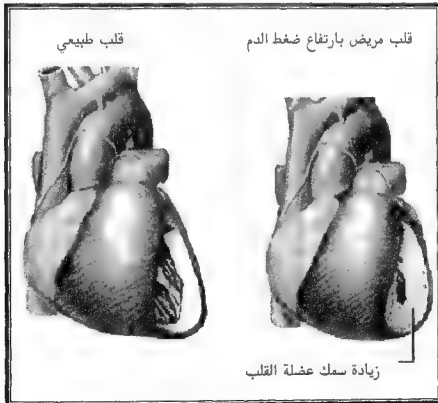 قلب مريض بارتفاع ضغط الدم
قلب طبيعي
زيادة سمك عضلة القلب